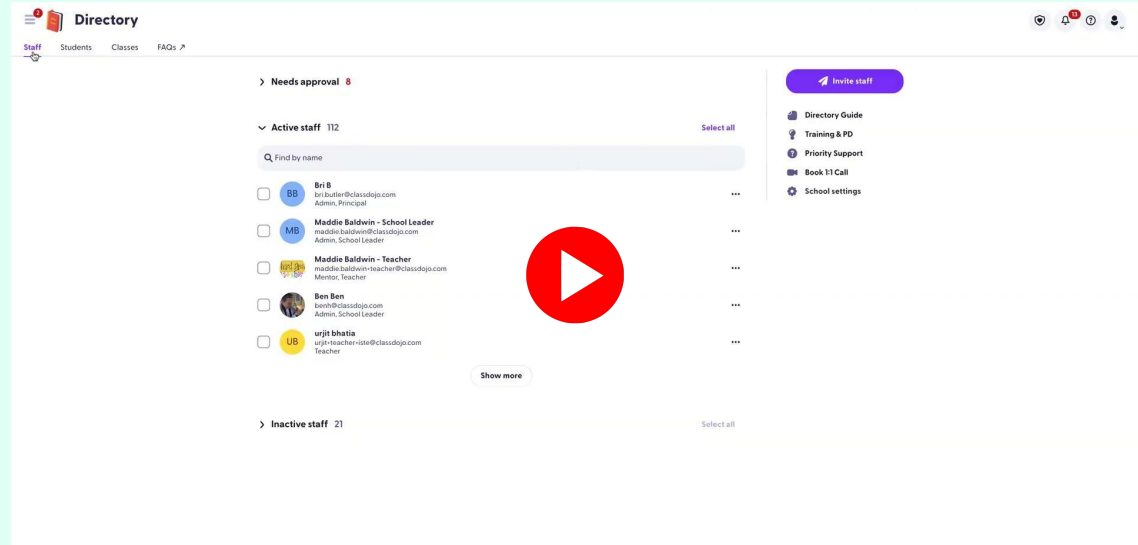 2
Directory
13
Staff Students Classes FAQs ↗
Needs approval 8
Invite staff
Directory Guide
Training & PD
Priority Support
Book 1:1 Call
School settings
Active staff 112 Select all
Find by name
BB
Bri B
bri.butler@classdojo.com
Admin, Principal
MB
Maddie Baldwin - School Leader
maddie.baldwin@classdojo.com
Admin, School Leader
Maddie Baldwin - Teacher
maddie.baldwin+teacher@classdojo.com
Mentor, Teacher
Ben Ben
benh@classdojo.com
Admin, School Leader
UB
urjit bhatia
urjit+teacher+iste@classdojo.com
Teacher
Show more
Inactive staff 21 Select all